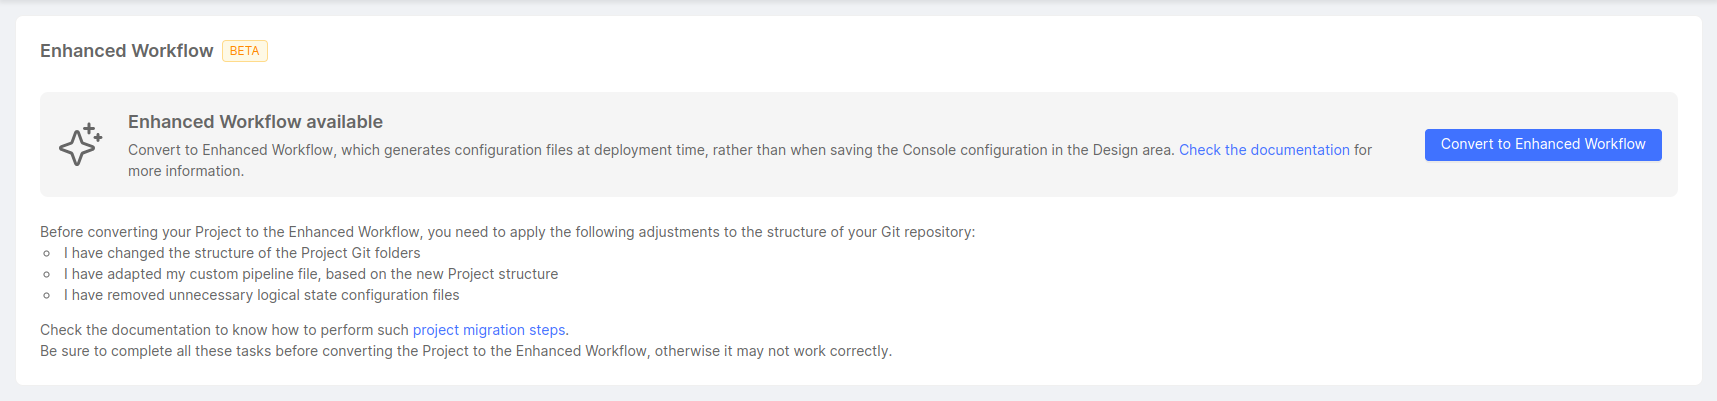 Enhanced Workflow BETA
Enhanced Workflow available
Convert to Enhanced Workflow, which generates configuration files at deployment time, rather than when saving the Console configuration in the Design area. Check the documentation for
more information.
Convert to Enhanced Workflow
Before converting your Project to the Enhanced Workflow, you need to apply the following adjustments to the structure of your Git repository:
I have changed the structure of the Project Git folders
I have adapted my custom pipeline file, based on the new Project structure
I have removed unnecessary logical state configuration files
Check the documentation to know how to perform such project migration steps.
Be sure to complete all these tasks before converting the Project to the Enhanced Workflow, otherwise it may not work correctly.